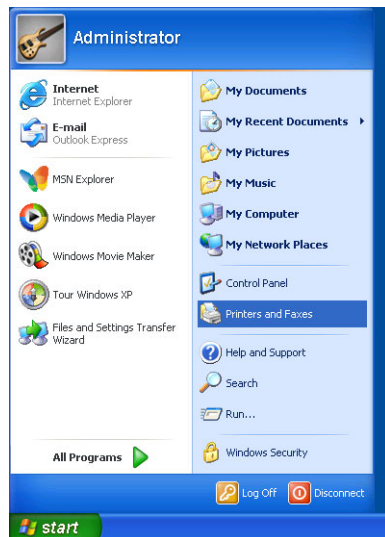 Administrator
Internet
Internet Explorer
E-mail
Outlook Express
MSN Explorer
Windows Media Player
Windows Movie Maker
Tour Windows XP
Files and Settings Transfer
Wizard
All Programs
My Documents
My Recent Documents
My Pictures
My Music
My Computer
My Network Places
Control Panel
Printers and Faxes
Help and Support
Search
Run...
Windows Security
Log Off
Disconnect
start